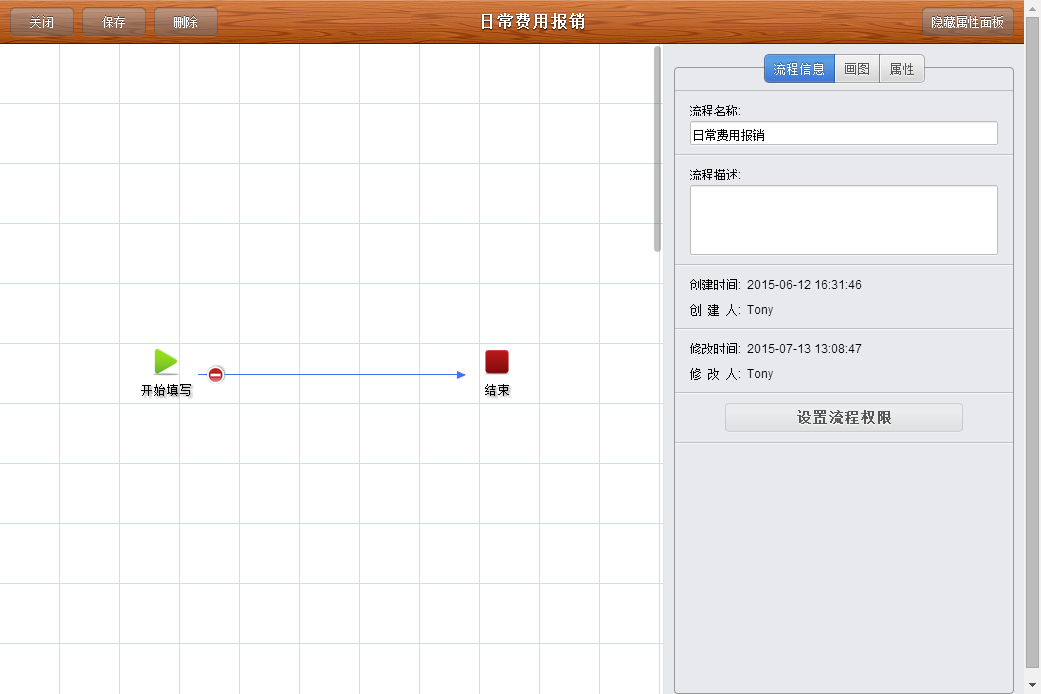 关闭 保存 删除 日常费用报销 隐藏属性面板
流程信息 画图 属性
流程名称:
日常费用报销
流程描述:
创建时间: 2015-06-12 16:31:46
创 建 人: Tony
修改时间: 2015-07-13 13:08:47
修 改 人: Tony
设置流程权限
开始填写 结束